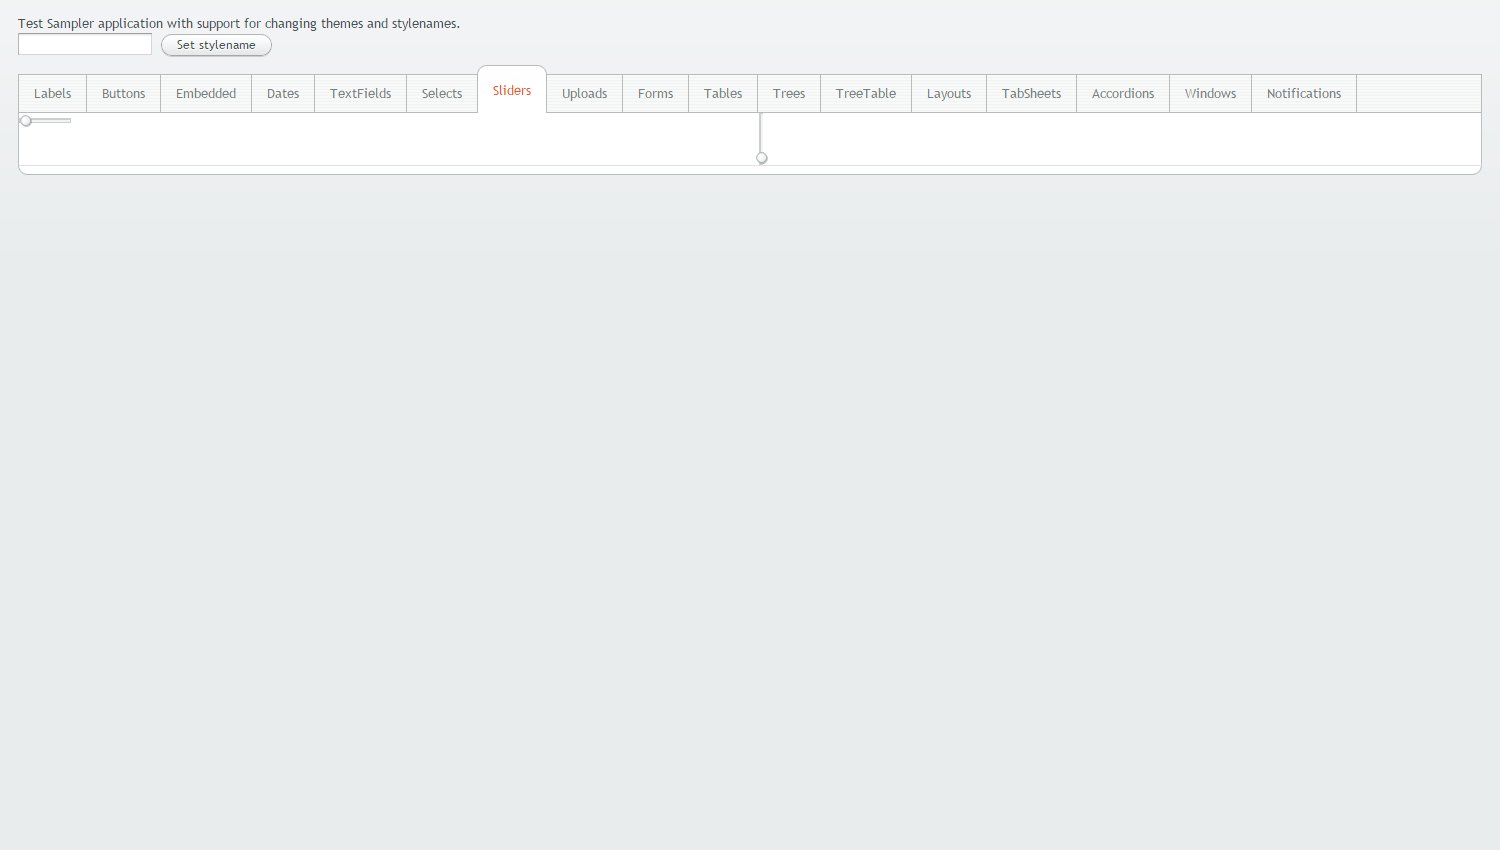 Test Sampler application with support for changing themes and stylenames.
Set stylename
Labels Buttons Embedded Dates TextFields Selects Sliders Uploads Forms Tables Trees TreeTable Layouts TabSheets Accordions Windows Notifications